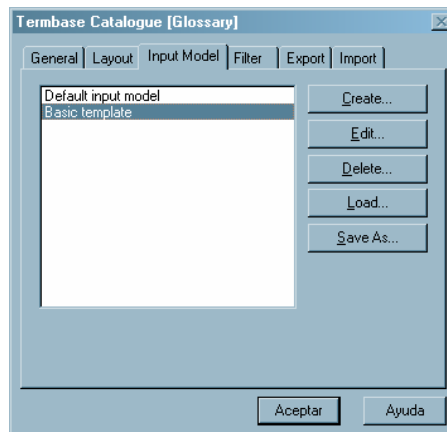 Termbase Catalogue [Glossary]
General Layout Input Model Filter Export Import
Default input model
Basic template
Create...
Edit...
Delete...
Load...
Save As...
Aceptar Ayuda